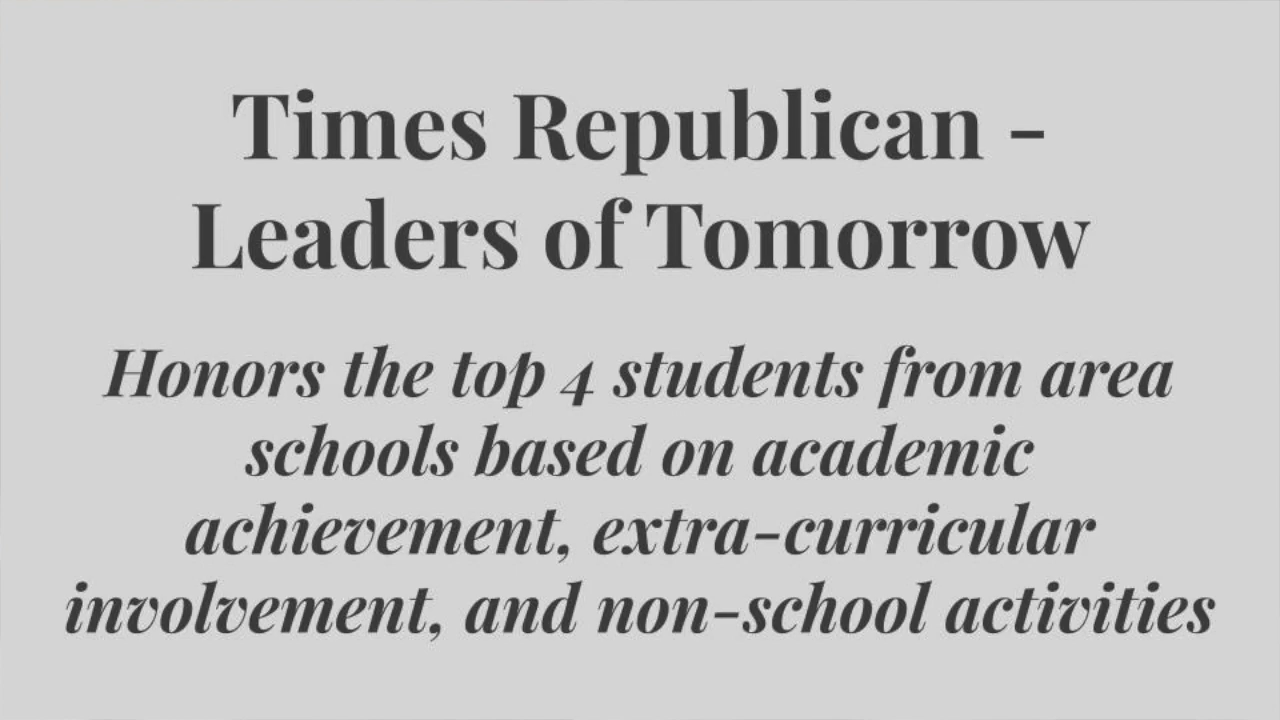 Times Republican -
Leaders of Tomorrow
Honors the top 4 students from area
schools based on academic
achievement, extra-curricular
involvement, and non-school activities